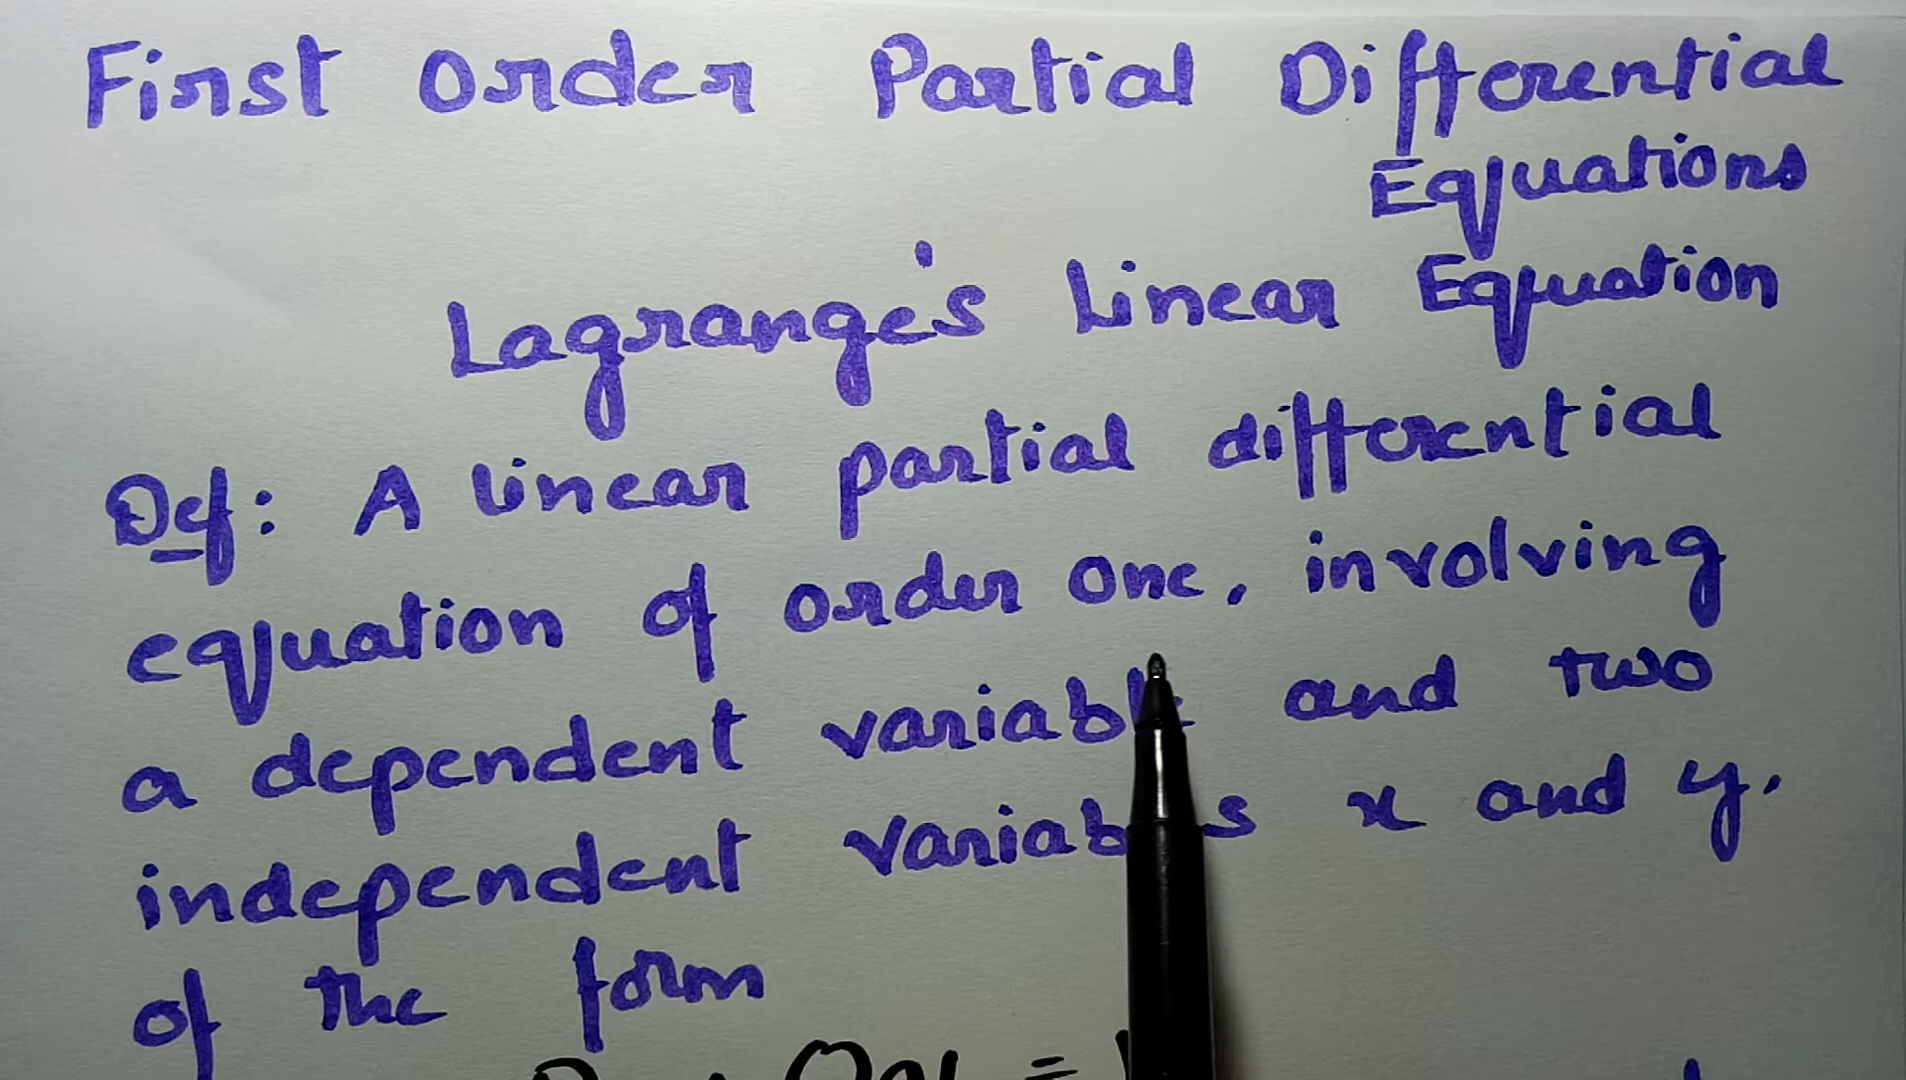 First Order Partial Differential
Equations
Lagrange's Linear Equation
Def: A linear partial differential
equation of order one, involving
a dependent variable and two
independent variables x and y,
of the form